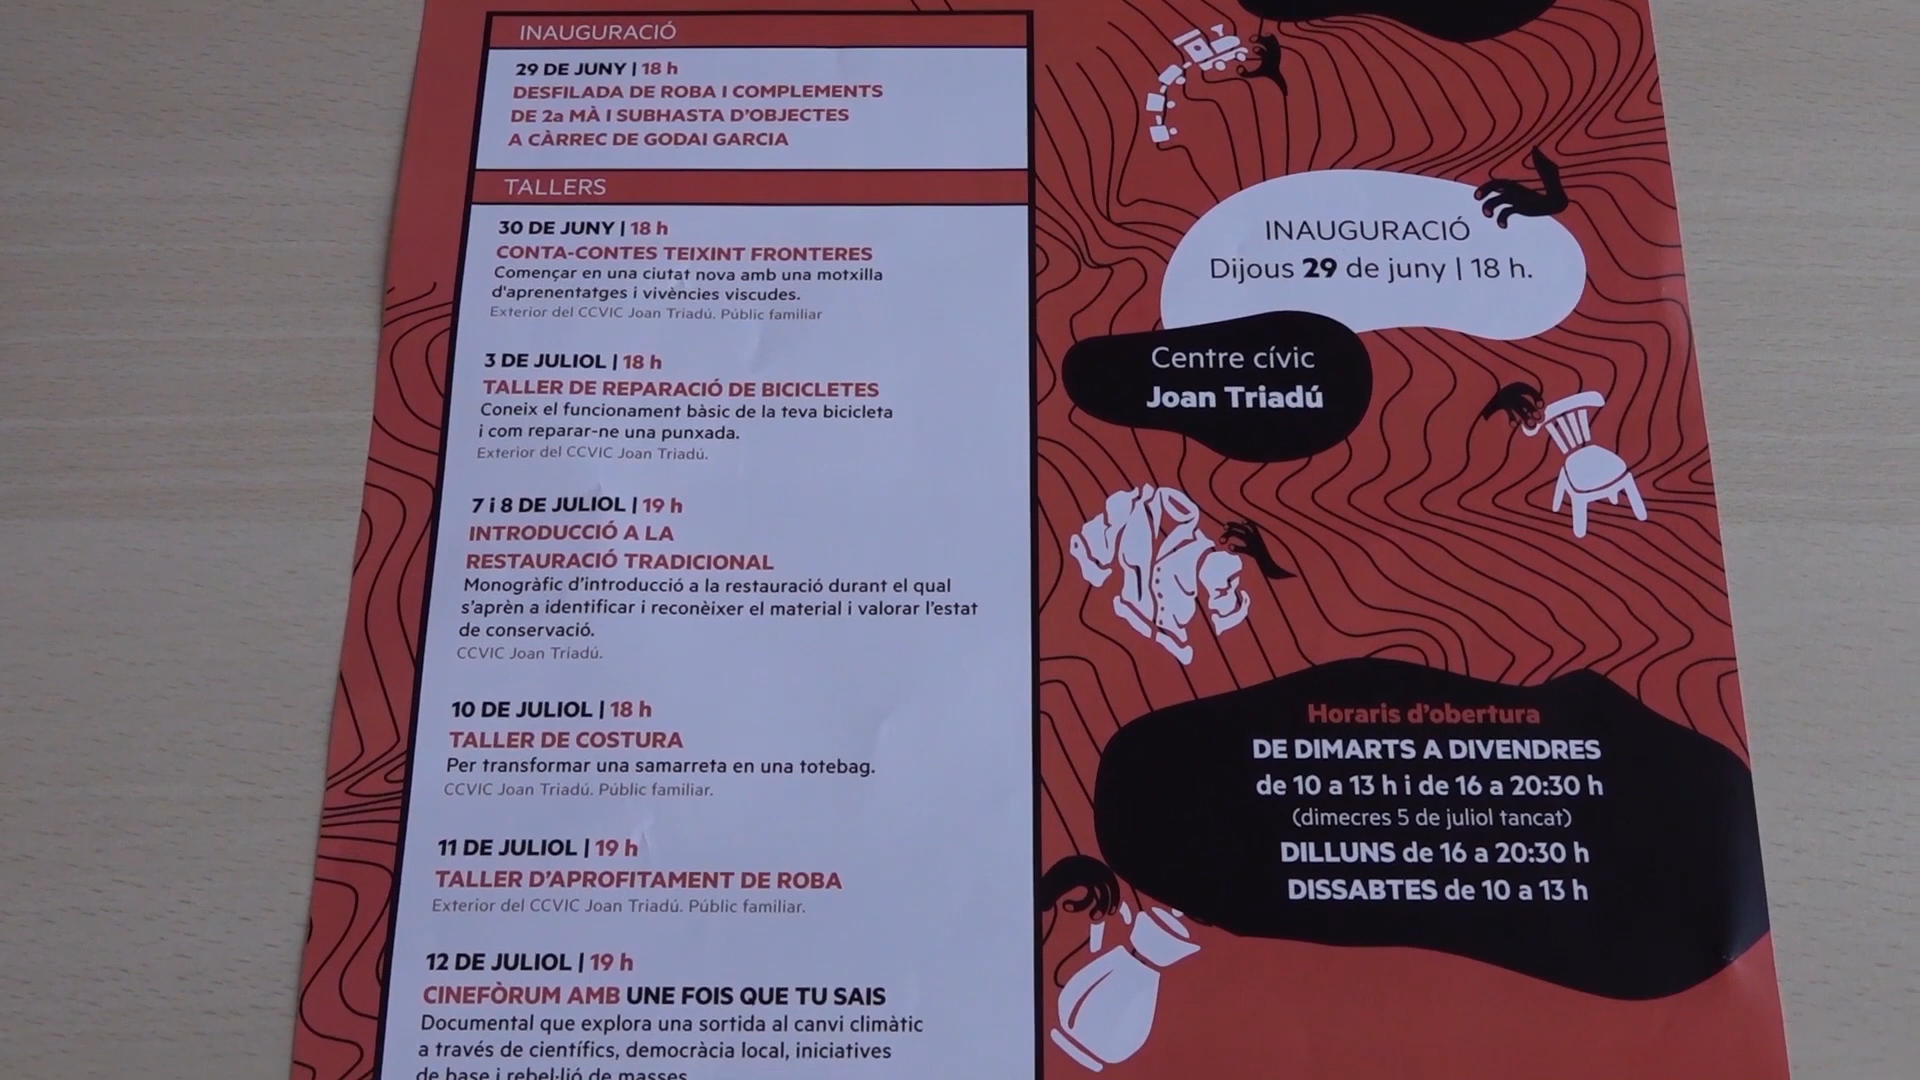 INAUGURACIÓ
29 DE JUNY | 18 h
DESFILADA DE ROBA I COMPLEMENTS
DE 2a MÀ I SUBHASTA D'OBJECTES
A CÀRREC DE GODAI GARCIA
TALLERS
30 DE JUNY | 18 h
CONTA-CONTES TEIXINT FRONTERES
Començar en una ciutat nova amb una motxilla
d'aprenentatges i vivències viscudes.
Exterior del CCVIC Joan Triadú. Públic familiar
3 DE JULIOL | 18 h
TALLER DE REPARACIÓ DE BICICLETES
Coneix el funcionament bàsic de la teva bicicleta
i com reparar-ne una punxada.
Exterior del CCVIC Joan Triadú.
7 i 8 DE JULIOL | 19 h
INTRODUCCIÓ A LA
RESTAURACIÓ TRADICIONAL
Monogràfic d'introducció a la restauració durant el qual
s'aprèn a identificar i reconèixer el material i valorar l'estat
de conservació.
CCVIC Joan Triadú.
10 DE JULIOL | 18 h
TALLER DE COSTURA
Per transformar una samarreta en una totebag.
CCVIC Joan Triadú. Públic familiar.
11 DE JULIOL | 19 h
TALLER D'APROFITAMENT DE ROBA
Exterior del CCVIC Joan Triadú. Públic familiar.
12 DE JULIOL | 19 h
CINEFÒRUM AMB UNE FOIS QUE TU SAIS
Documental que explora una sortida al canvi climàtic
a través de científics, democràcia local, iniciatives
de base i rebel·lió de masses
INAUGURACIÓ
Dijous 29 de juny | 18 h.
Centre cívic
Joan Triadú
Horaris d'obertura
DE DIMARTS A DIVENDRES
de 10 a 13 h i de 16 a 20:30 h
(dimecres 5 de juliol tancat)
DILLUNS de 16 a 20:30 h
DISSABTES de 10 a 13 h